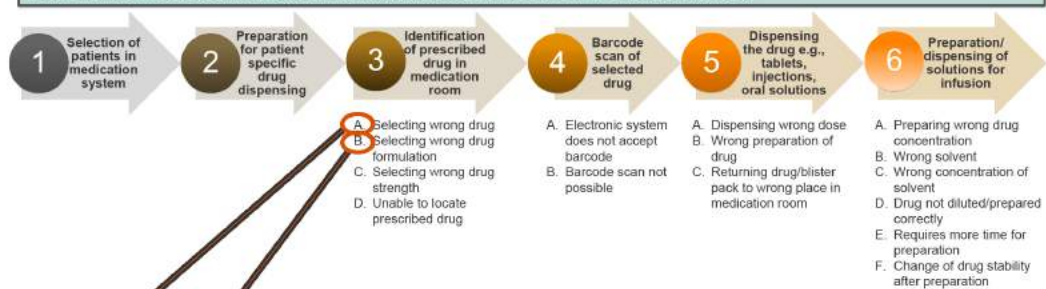 1
Selection of
patients in
medication
system
2
Preparation
for patient
specific
drug
dispensing
3
Identification
of prescribed
drug in
medication
room
4
Barcode
scan of
selected
drug
5
Dispensing
the drug e.g.,
tablets,
injections,
oral solutions
6
Preparation/
dispensing of
solutions for
infusion
A. Selecting wrong drug
B. Selecting wrong drug
formulation
C. Selecting wrong drug
strength
D. Unable to locate
prescribed drug
A. Electronic system
does not accept
barcode
B. Barcode scan not
possible
A. Dispensing wrong dose
B. Wrong preparation of
drug
C. Returning drug/blister
pack to wrong place in
medication room
A. Preparing wrong drug
concentration
B. Wrong solvent
C. Wrong concentration of
solvent
D. Drug not diluted/prepared
correctly
E. Requires more time for
preparation
F. Change of drug stability
after preparation